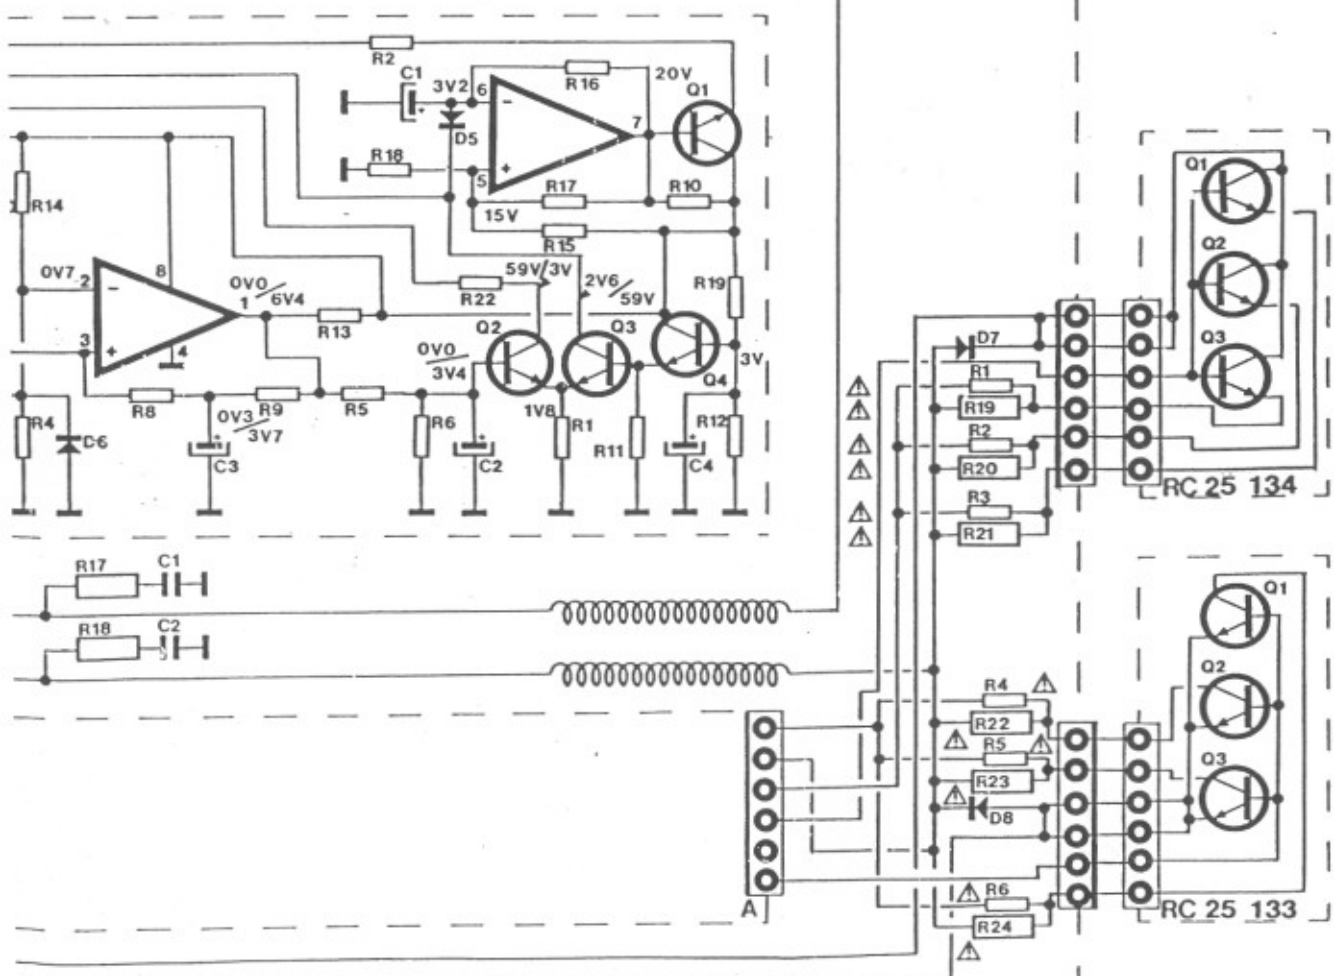 R2
C1
3V2
6
R16
20V
Q1
7
D5
R18
5
+
−
R17
R10
15V
R15
R14
0V7
2
8
0V0
6V4
1
R13
3
+
−
4
59V/3V
2V6
59V
R22
R19
Q2
Q3
0V0
3V4
Q4
3V
1V8
R8
0V3
3V7
R9
R5
R6
R1
R11
R12
R4
D6
C3
C2
C4
R17
C1
R18
C2
A
D7
R1
R19
R2
R20
R3
R21
Q1
Q2
Q3
RC 25 134
R4
R22
R5
R23
D8
R6
R24
Q1
Q2
Q3
RC 25 133